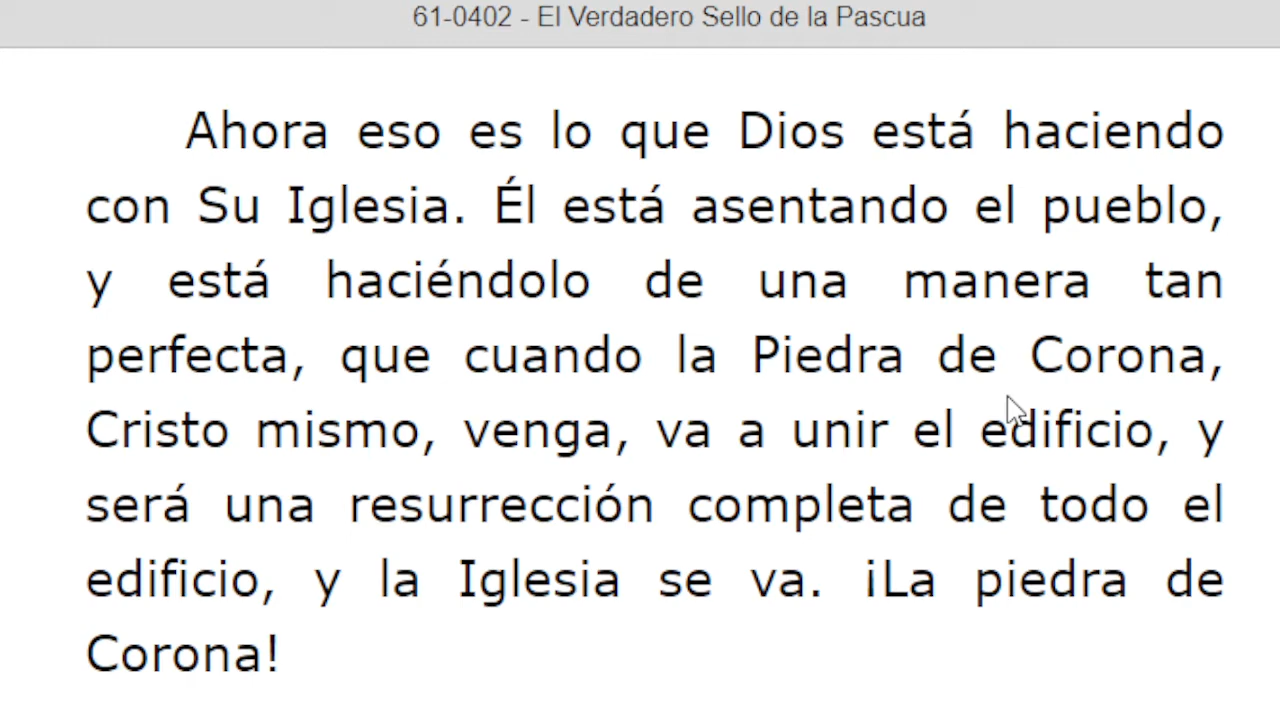 61-0402 - El Verdadero Sello de la Pascua
Ahora eso es lo que Dios está haciendo
con Su Iglesia. Él está asentando el pueblo,
y está haciéndolo de una manera tan
perfecta, que cuando la Piedra de Corona,
Cristo mismo, venga, va a unir el edificio, y
será una resurrección completa de todo el
edificio, y la Iglesia se va. ¡La piedra de
Corona!